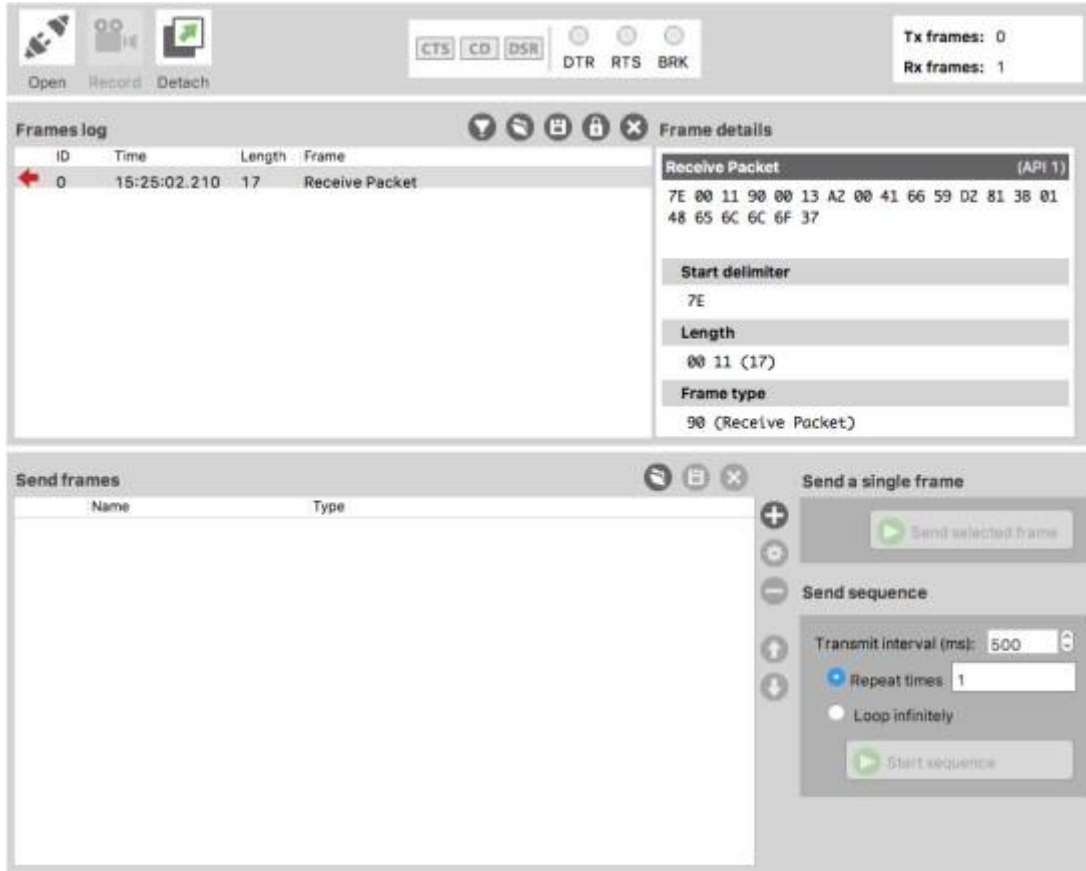 CTS CD DSR DTR RTS BRK
Tx frames: 0
Rx frames: 1
Open Record Detach
Frames log
ID Time Length Frame
0 15:25:02.210 17 Receive Packet
Frame details
Receive Packet (API 1)
7E 00 11 90 00 13 A2 00 41 66 59 D2 81 3B 01
48 65 6C 6C 6F 37
Start delimiter
7E
Length
00 11 (17)
Frame type
90 (Receive Packet)
Send frames
Name Type
Send a single frame
Send selected frame
Send sequence
Transmit interval (ms): 500
Repeat times 1
Loop infinitely
Start sequence